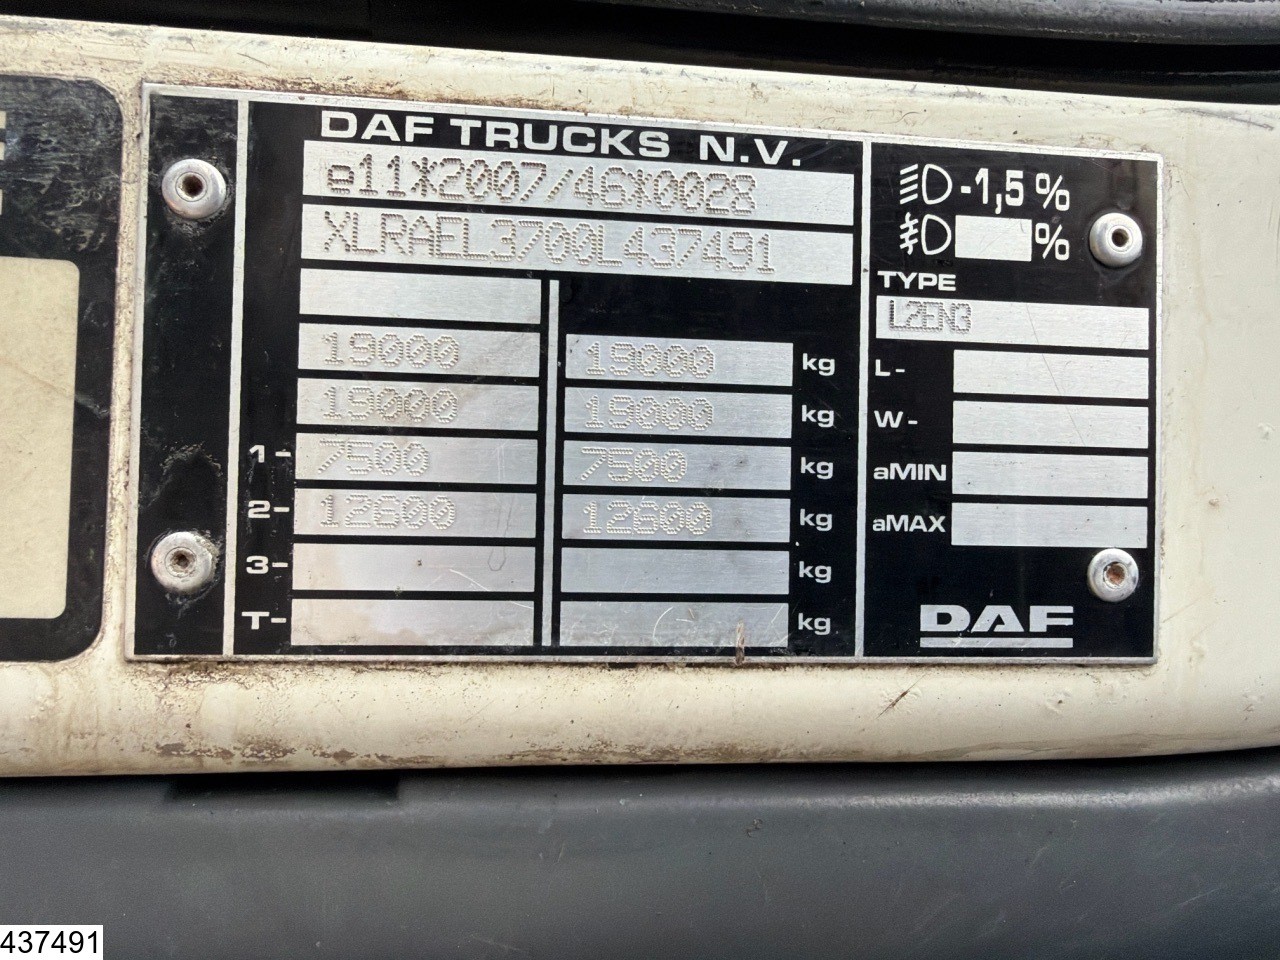 DAF TRUCKS N.V.
e11*2007/46*0028
XLRAEL3700L437491
19000 19000 kg
19000 19000 kg
1- 7500 7500 kg
2- 12600 12600 kg
3- kg
T- kg
-1,5 %
%
TYPE
L2EN3
L-
W-
aMIN
aMAX
DAF
437491